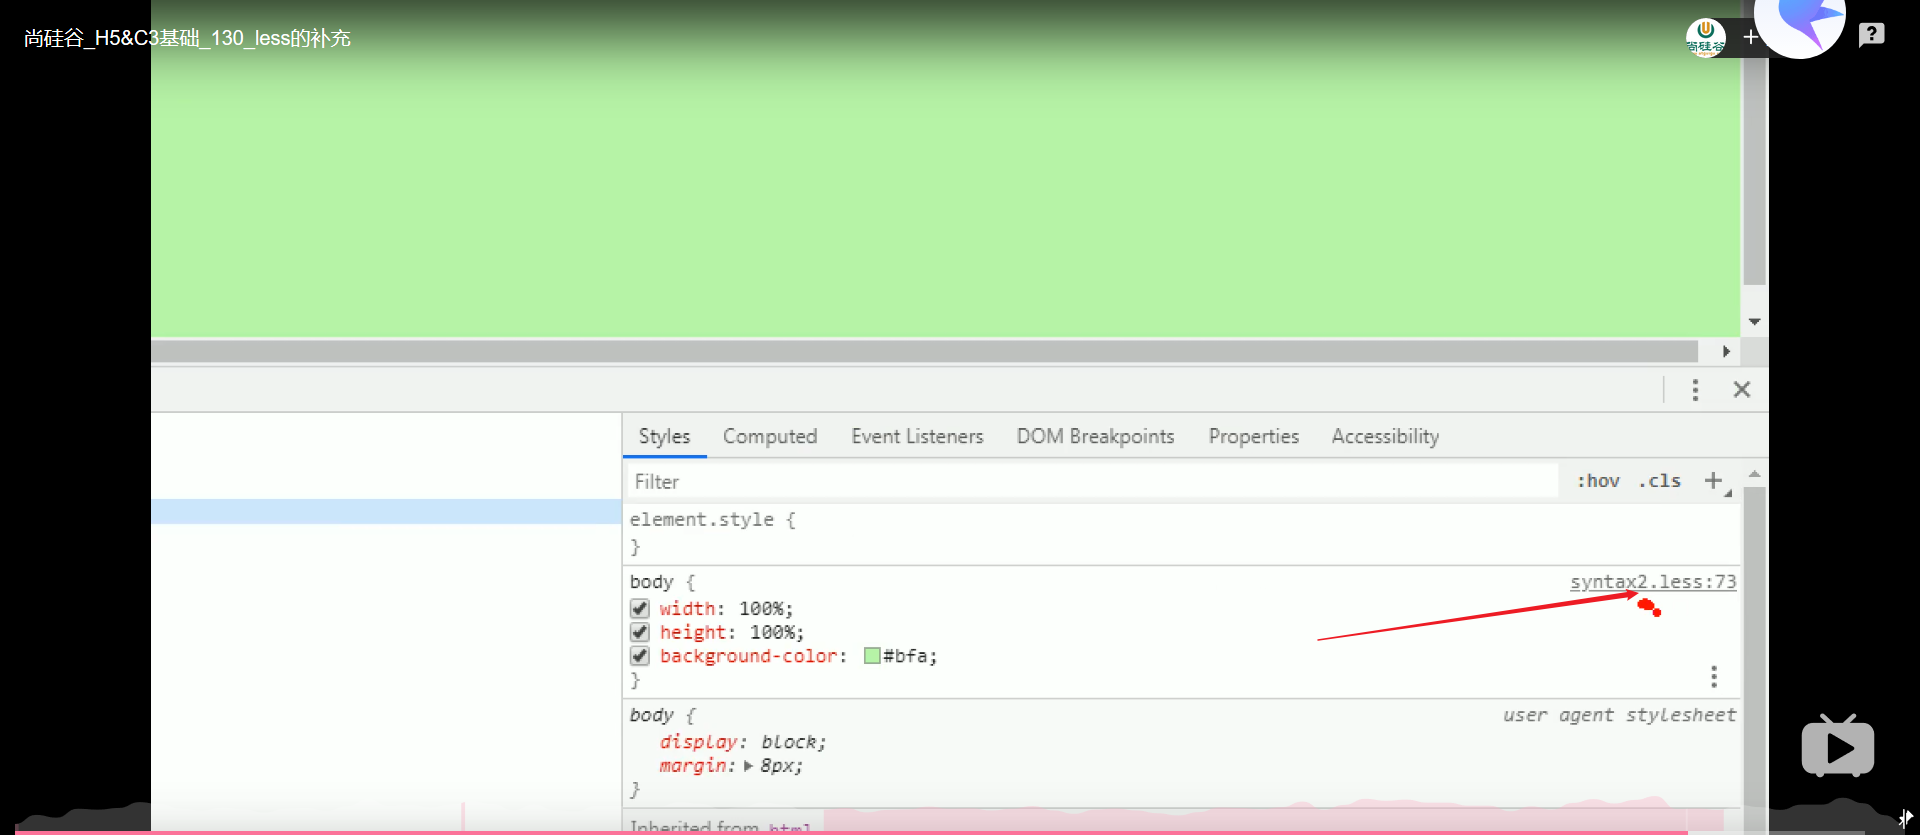 尚硅谷_H5&C3基础_130_less的补充
尚硅谷
+
?
Styles Computed Event Listeners DOM Breakpoints Properties Accessibility
Filter :hov .cls +
element.style {
}
body { syntax2.less:73
width: 100%;
height: 100%;
background-color: #bfa;
}
body { user agent stylesheet
display: block;
margin: 8px;
}
Inherited from html